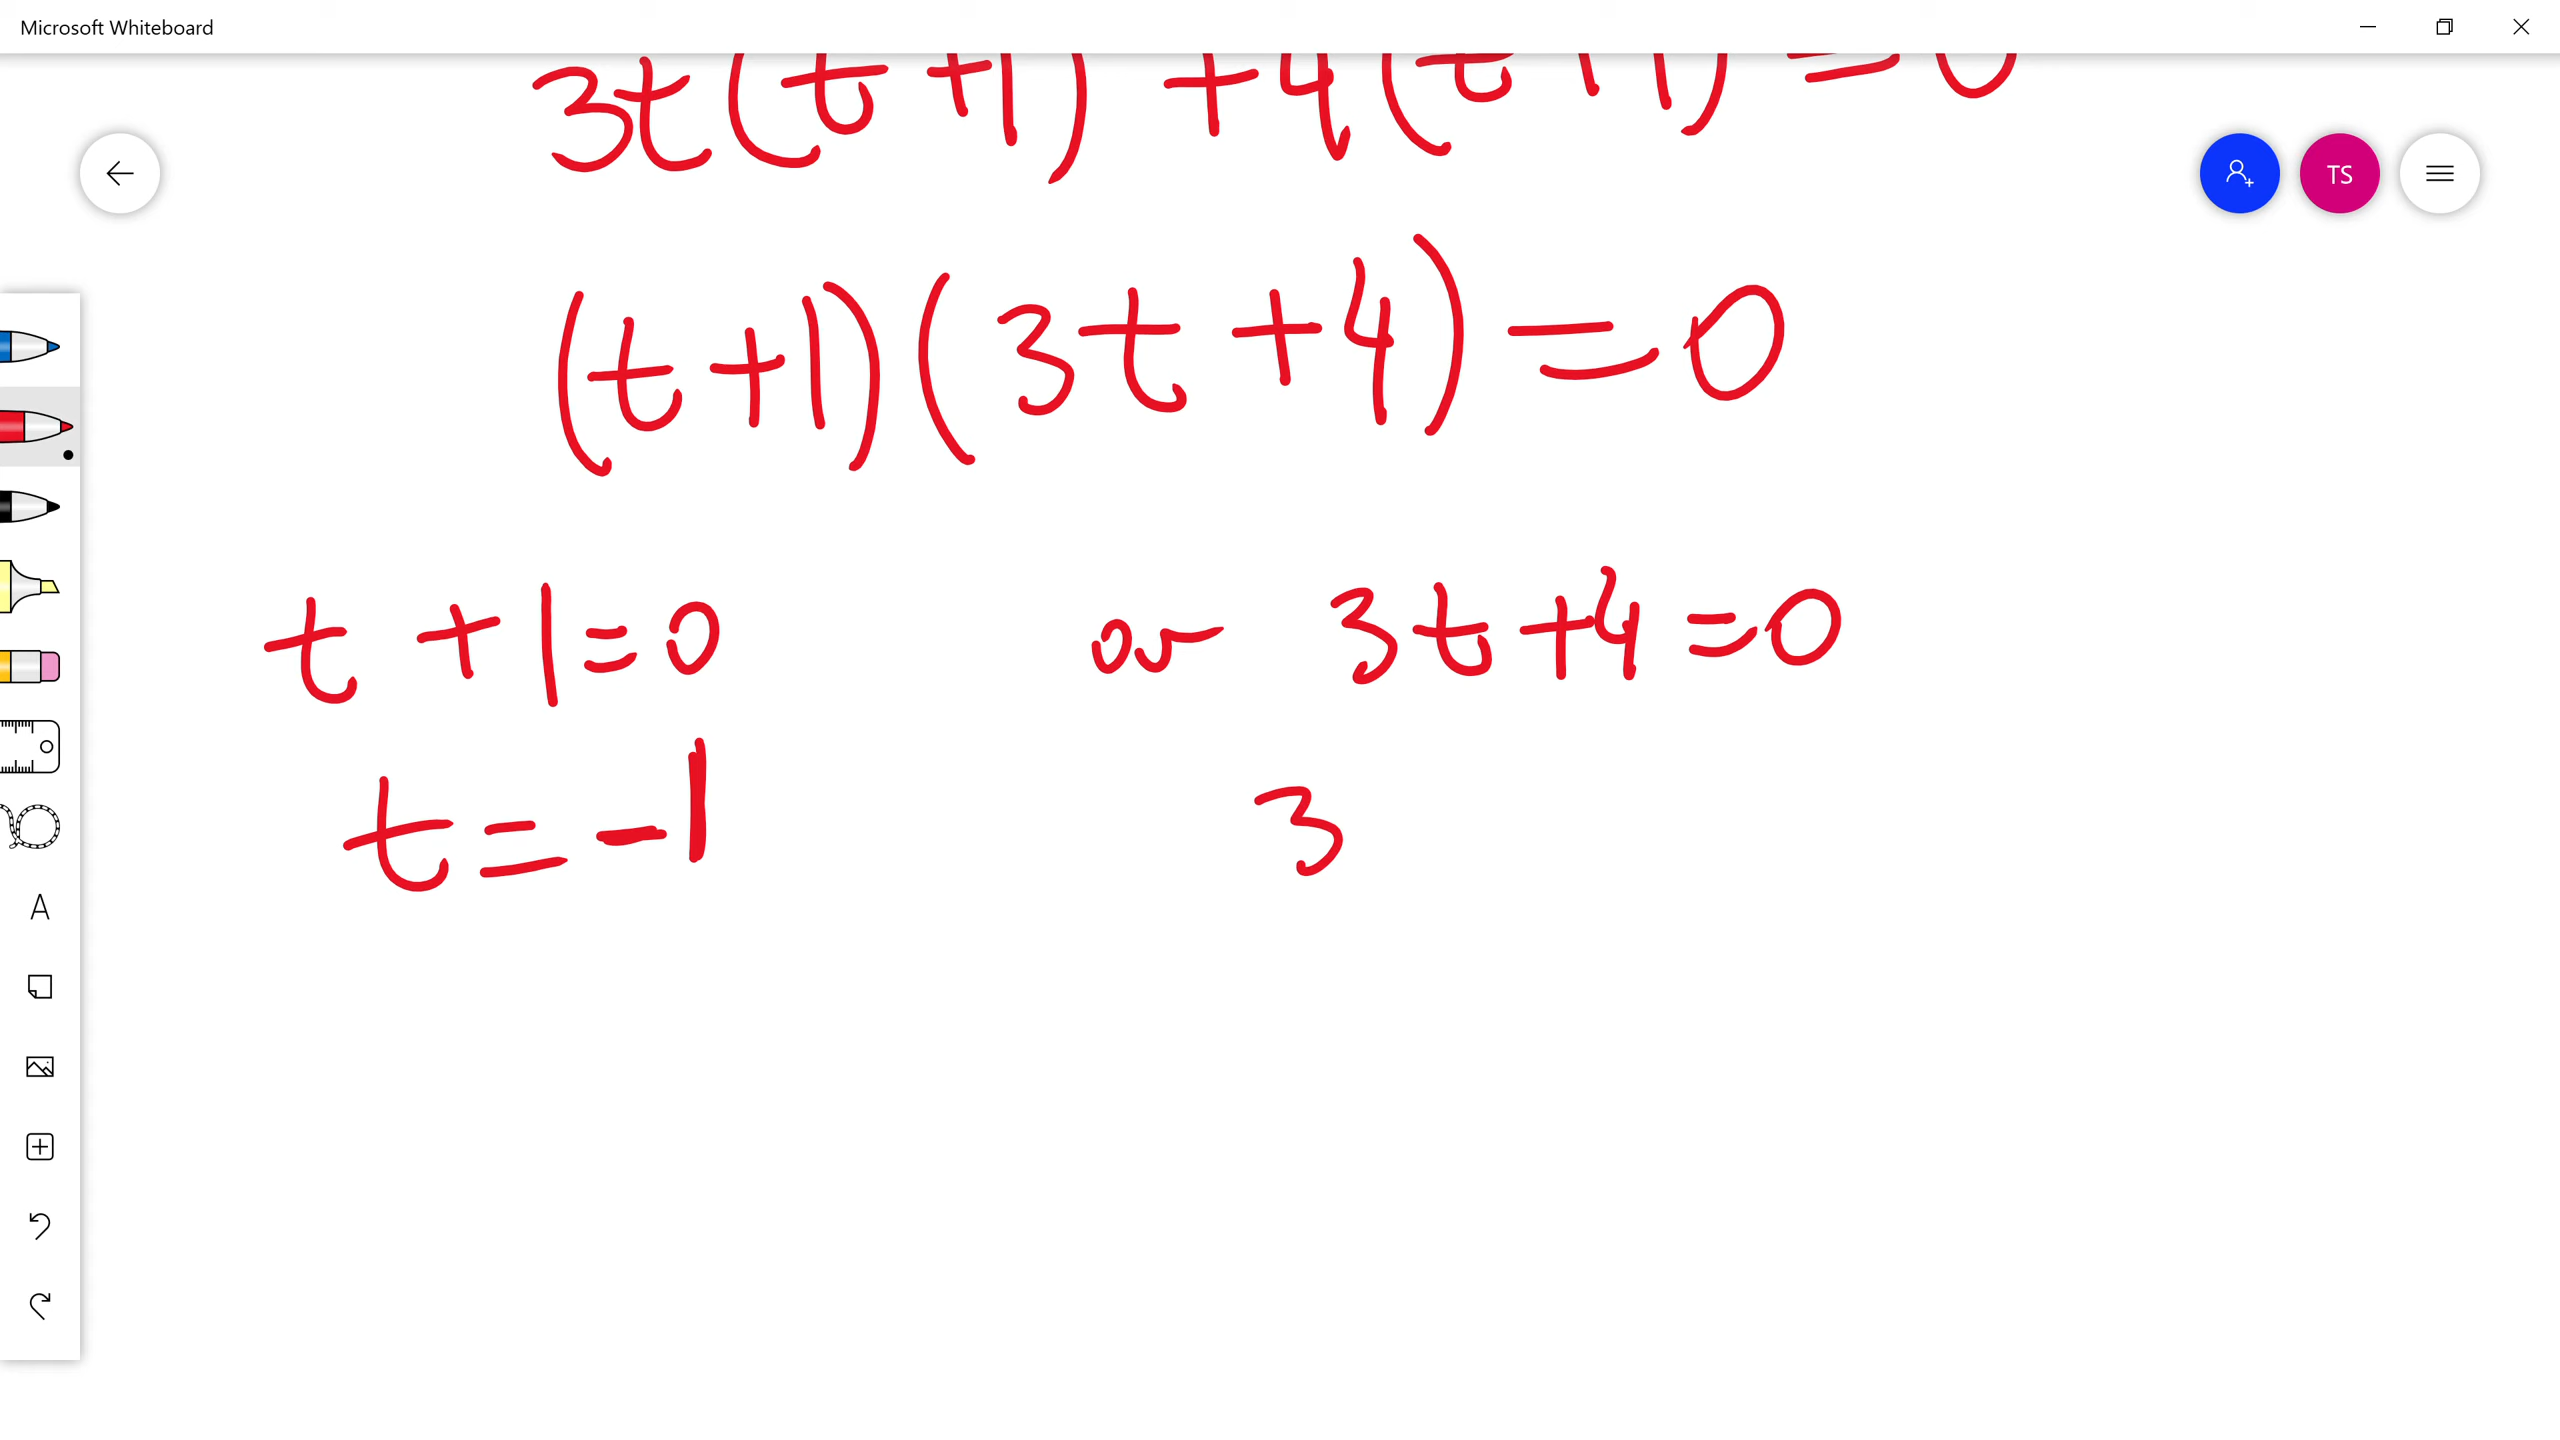 Microsoft Whiteboard
3t(t+1)+4(t+1)=0
TS
(t+1)(3t+4)=0
t+1=0 or 3t+4=0
t=-1 3
A